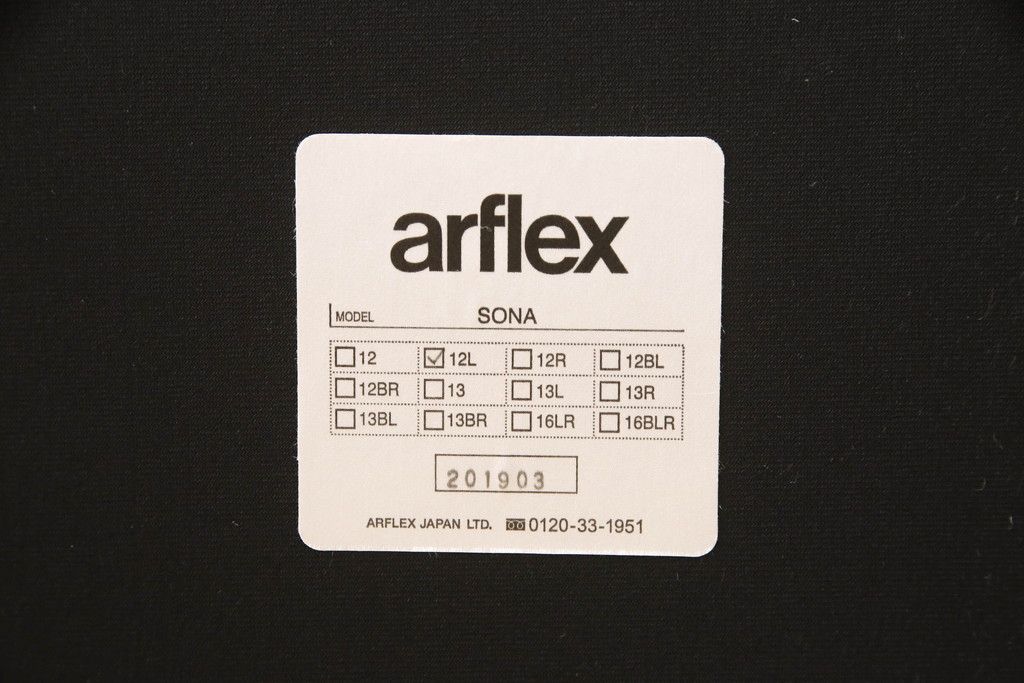 arflex
MODEL SONA
12 12L 12R 12BL
12BR 13 13L 13R
13BL 13BR 16LR 16BLR
201903
ARFLEX JAPAN LTD. 0120-33-1951